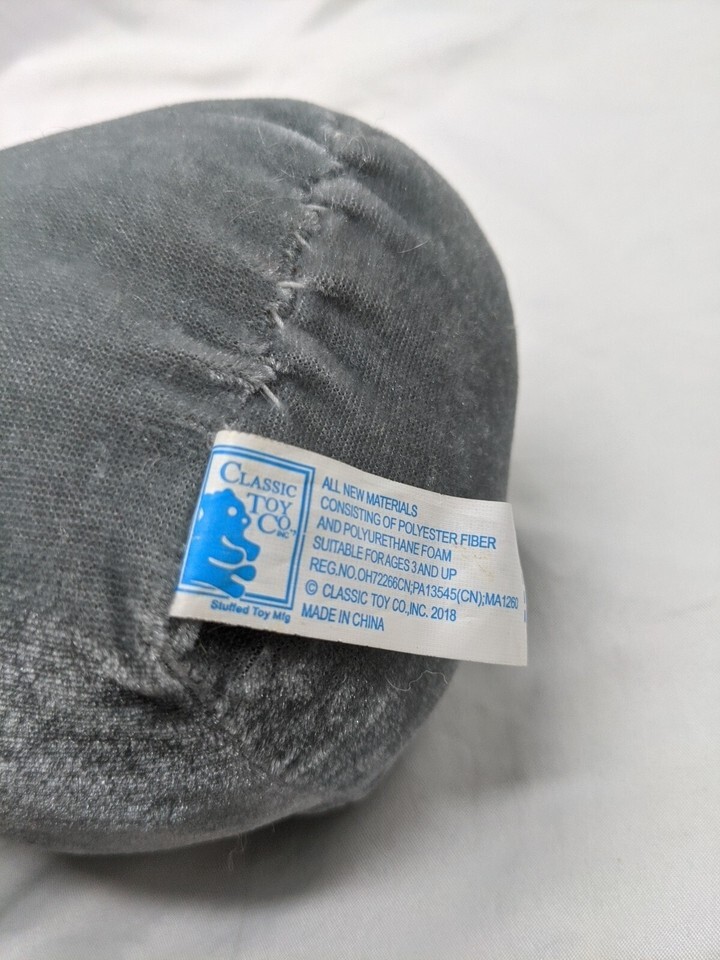 CLASSIC
TOY
CO.
INC.
Stuffed Toy Mfg
ALL NEW MATERIALS
CONSISTING OF POLYESTER FIBER
AND POLYURETHANE FOAM
SUITABLE FOR AGES 3 AND UP
REG.NO.OH72266CN;PA13545(CN);MA1260
© CLASSIC TOY CO.,INC. 2018
MADE IN CHINA